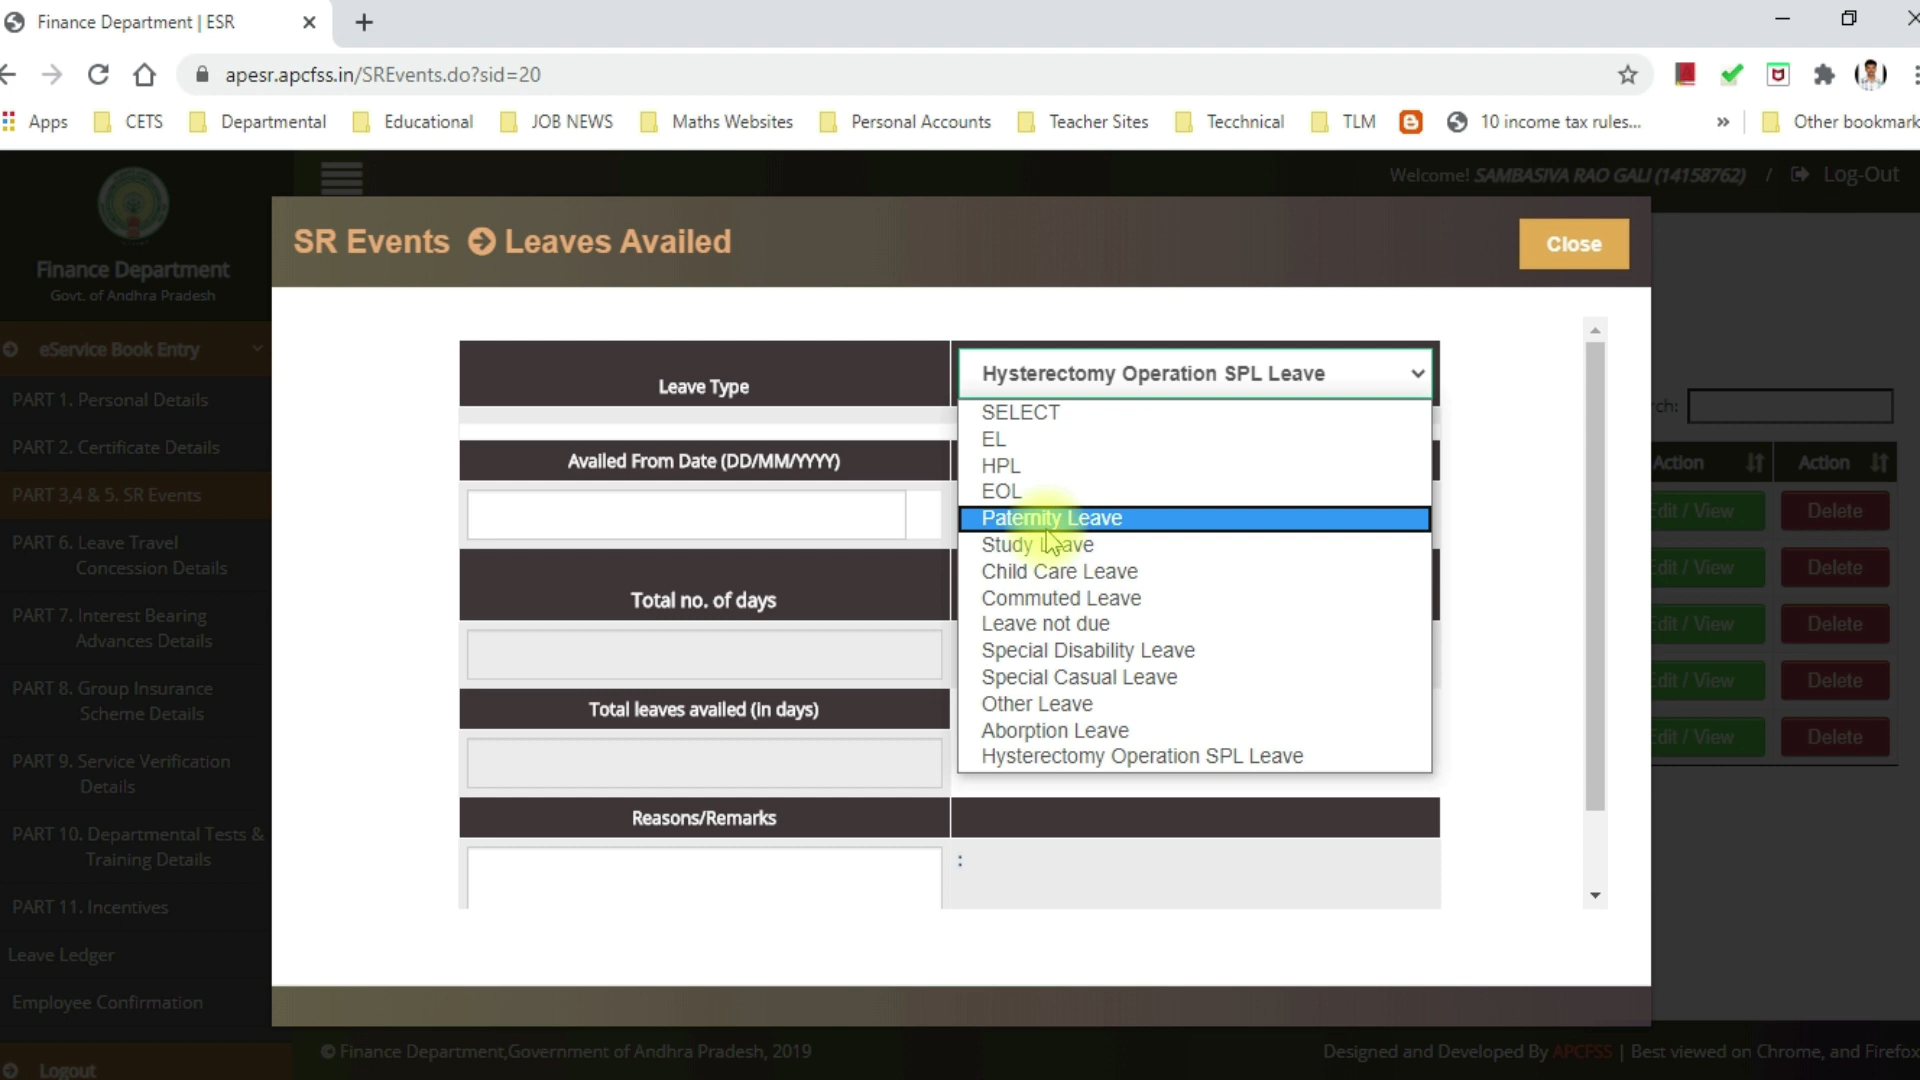 Finance Department | ESR
apesr.apcfss.in/SREvents.do?sid=20
Apps
CETS
Departmental
Educational
JOB NEWS
Maths Websites
Personal Accounts
Teacher Sites
Tecchnical
TLM
10 income tax rules...
»
Other bookmark
Welcome! SAMBASIVA RAO GALI (14158762) / Log-Out
Finance Department
Govt. of Andhra Pradesh
eService Book Entry
PART 1. Personal Details
PART 2. Certificate Details
PART 3,4 & 5. SR Events
PART 6. Leave Travel
Concession Details
PART 7. Interest Bearing
Advances Details
PART 8. Group Insurance
Scheme Details
PART 9. Service Verification
Details
PART 10. Departmental Tests &
Training Details
PART 11. Incentives
Leave Ledger
Employee Confirmation
Logout
SR Events Leaves Availed
Close
Leave Type
Hysterectomy Operation SPL Leave
SELECT
EL
HPL
EOL
Paternity Leave
Study Leave
Child Care Leave
Commuted Leave
Leave not due
Special Disability Leave
Special Casual Leave
Other Leave
Aborption Leave
Hysterectomy Operation SPL Leave
Availed From Date (DD/MM/YYYY)
Total no. of days
Total leaves availed (in days)
Reasons/Remarks
:
rch:
Action
Action
Edit / View
Delete
Edit / View
Delete
Edit / View
Delete
Edit / View
Delete
Edit / View
Delete
© Finance Department,Government of Andhra Pradesh, 2019
Designed and Developed By APCFSS | Best viewed on Chrome, and Firefox